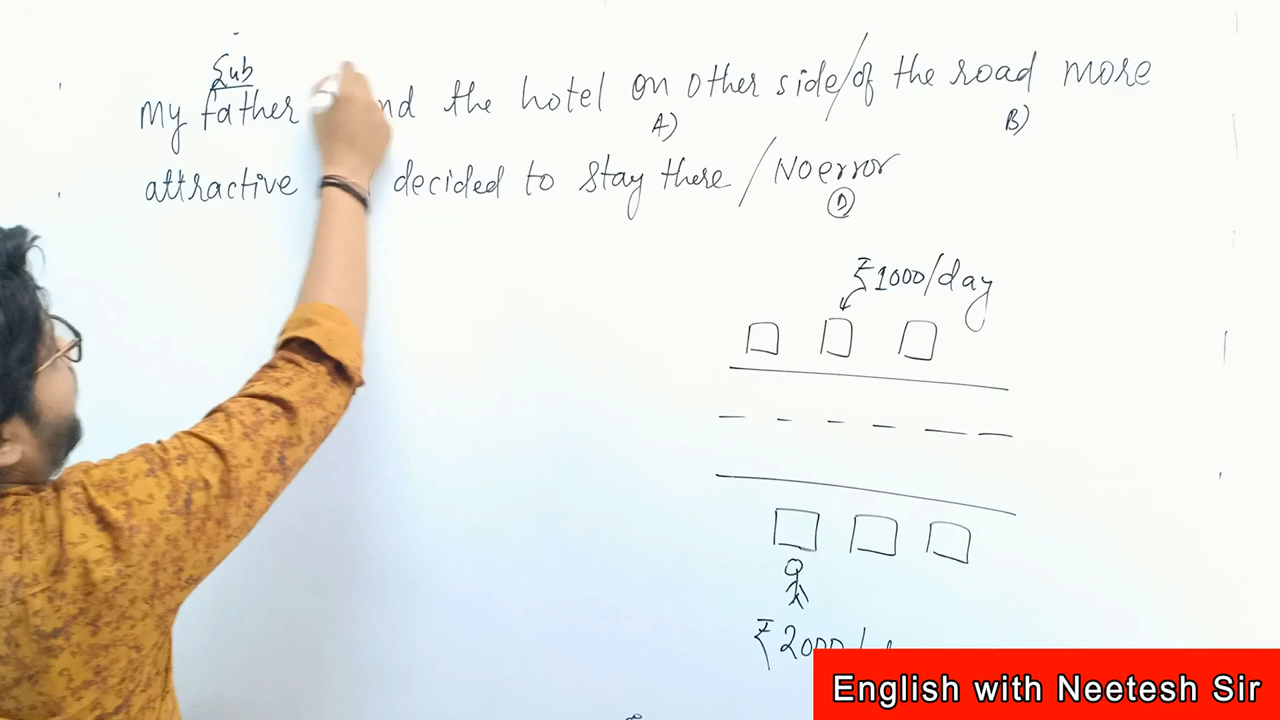 Sub
My father nd the hotel on other side/of the road more
A) B)
attractive decided to stay there / No error
D
₹1000/day
₹2000/
English with Neetesh Sir